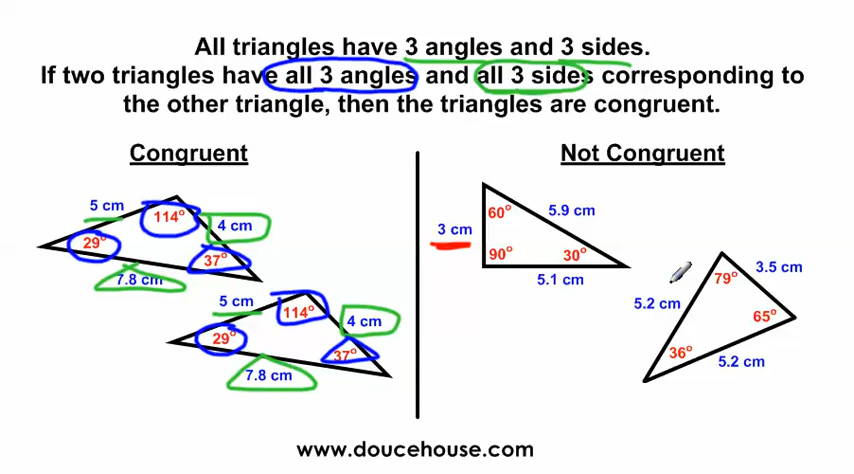 All triangles have 3 angles and 3 sides.
If two triangles have all 3 angles and all 3 sides corresponding to
the other triangle, then the triangles are congruent.
Congruent
5 cm
114°
4 cm
29°
37°
7.8 cm
5 cm
114°
4 cm
29°
37°
7.8 cm
Not Congruent
60°
5.9 cm
3 cm
90°
30°
5.1 cm
79°
3.5 cm
5.2 cm
65°
36°
5.2 cm
www.doucehouse.com